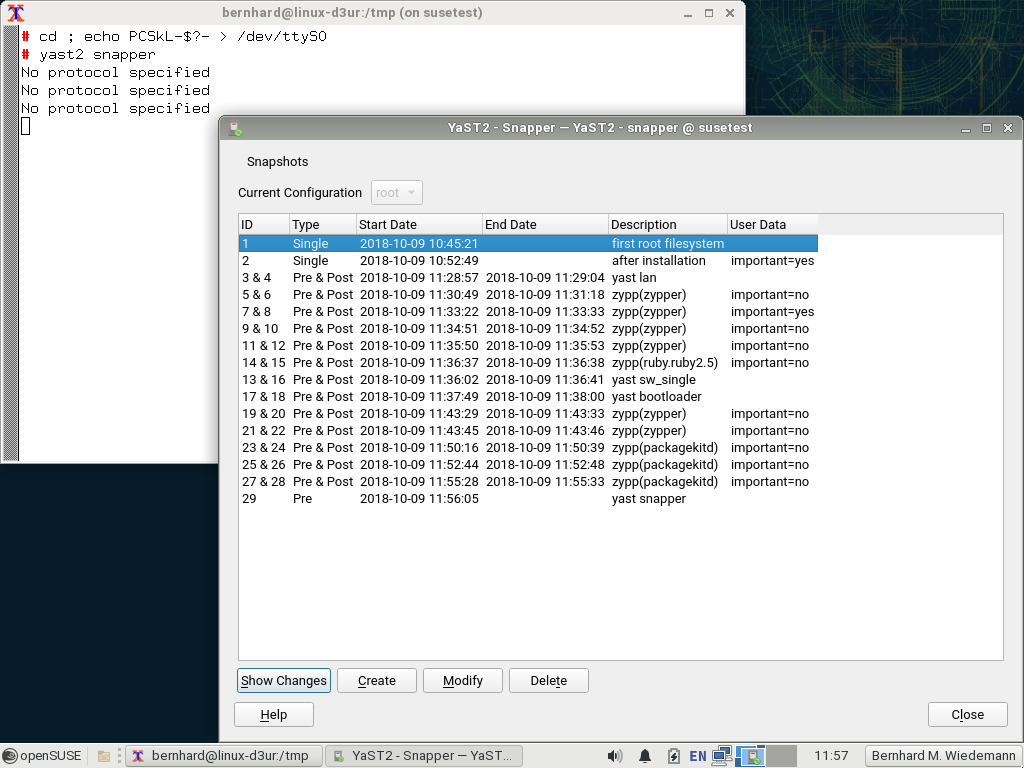 bernhard@linux-d3ur:/tmp (on susetest)
# cd ; echo PCSkL-$?- > /dev/ttyS0
# yast2 snapper
No protocol specified
No protocol specified
No protocol specified
YaST2 - Snapper — YaST2 - snapper @ susetest
Snapshots
Current Configuration root
ID Type Start Date End Date Description User Data
1 Single 2018-10-09 10:45:21 first root filesystem
2 Single 2018-10-09 10:52:49 after installation important=yes
3 & 4 Pre & Post 2018-10-09 11:28:57 2018-10-09 11:29:04 yast lan
5 & 6 Pre & Post 2018-10-09 11:30:49 2018-10-09 11:31:18 zypp(zypper) important=no
7 & 8 Pre & Post 2018-10-09 11:33:22 2018-10-09 11:33:33 zypp(zypper) important=yes
9 & 10 Pre & Post 2018-10-09 11:34:51 2018-10-09 11:34:52 zypp(zypper) important=no
11 & 12 Pre & Post 2018-10-09 11:35:50 2018-10-09 11:35:53 zypp(zypper) important=no
14 & 15 Pre & Post 2018-10-09 11:36:37 2018-10-09 11:36:38 zypp(ruby.ruby2.5) important=no
13 & 16 Pre & Post 2018-10-09 11:36:02 2018-10-09 11:36:41 yast sw_single
17 & 18 Pre & Post 2018-10-09 11:37:49 2018-10-09 11:38:00 yast bootloader
19 & 20 Pre & Post 2018-10-09 11:43:29 2018-10-09 11:43:33 zypp(zypper) important=no
21 & 22 Pre & Post 2018-10-09 11:43:45 2018-10-09 11:43:46 zypp(zypper) important=no
23 & 24 Pre & Post 2018-10-09 11:50:16 2018-10-09 11:50:39 zypp(packagekitd) important=no
25 & 26 Pre & Post 2018-10-09 11:52:44 2018-10-09 11:52:48 zypp(packagekitd) important=no
27 & 28 Pre & Post 2018-10-09 11:55:28 2018-10-09 11:55:33 zypp(packagekitd) important=no
29 Pre 2018-10-09 11:56:05 yast snapper
Show Changes Create Modify Delete
Help Close
openSUSE bernhard@linux-d3ur:/tmp YaST2 - Snapper — YaST... EN 11:57 Bernhard M. Wiedemann